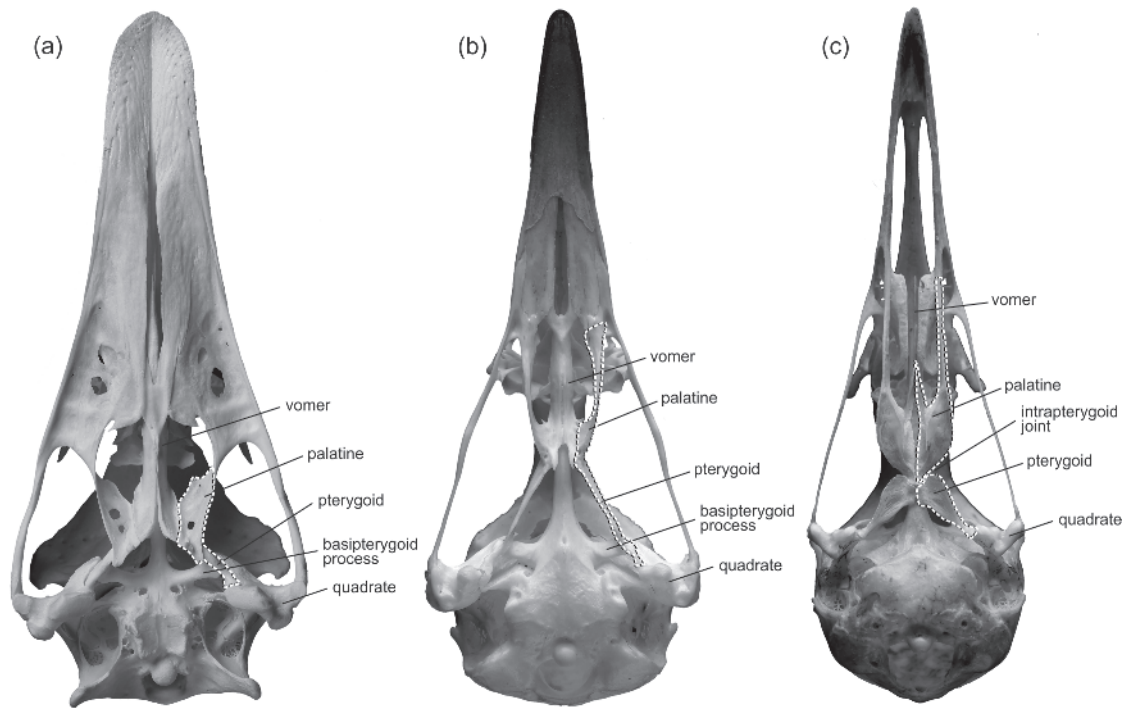 (a)
vomer
palatine
pterygoid
basipterygoid
process
quadrate
(b)
vomer
palatine
pterygoid
basipterygoid
process
quadrate
(c)
vomer
palatine
intrapterygoid
joint
pterygoid
quadrate